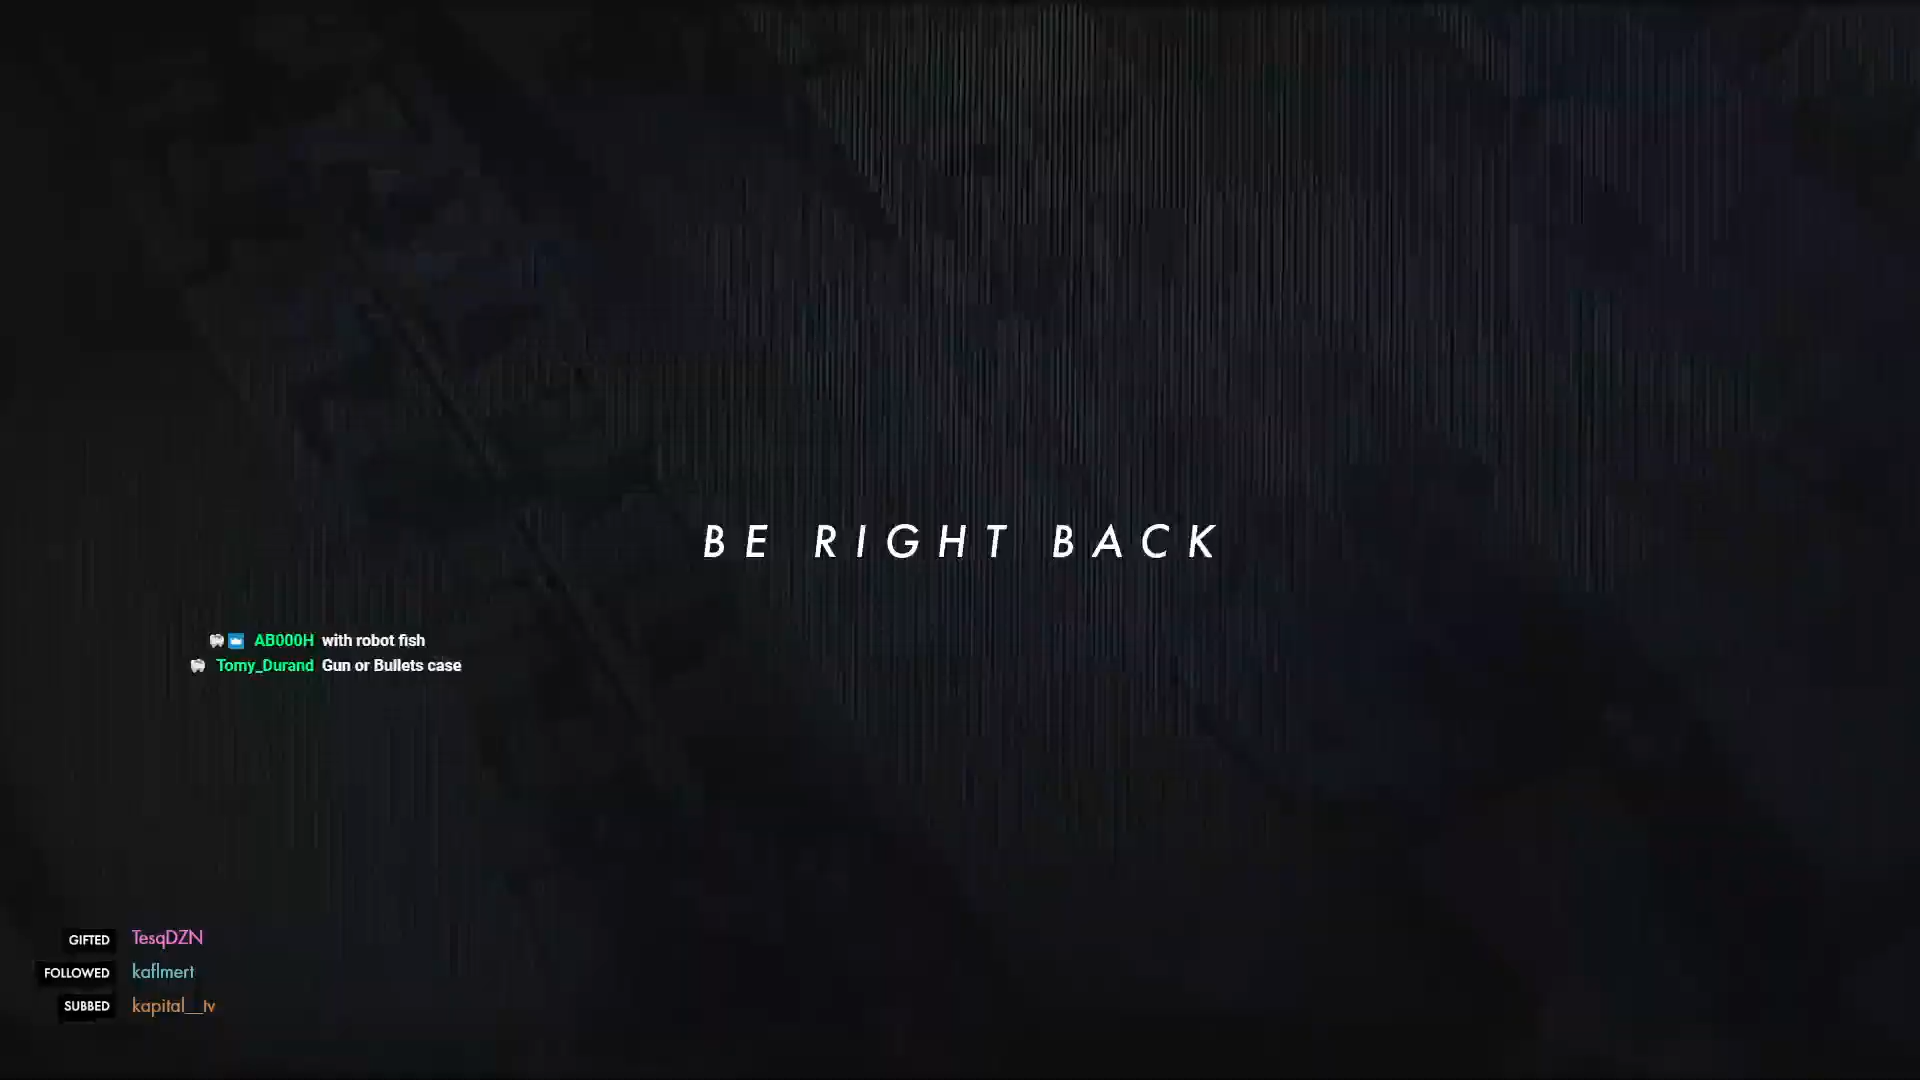 BE RIGHT BACK
AB000H with robot fish
Tomy_Durand Gun or Bullets case
GIFTED TesqDZN
FOLLOWED kaflmert
SUBBED kapital__tv